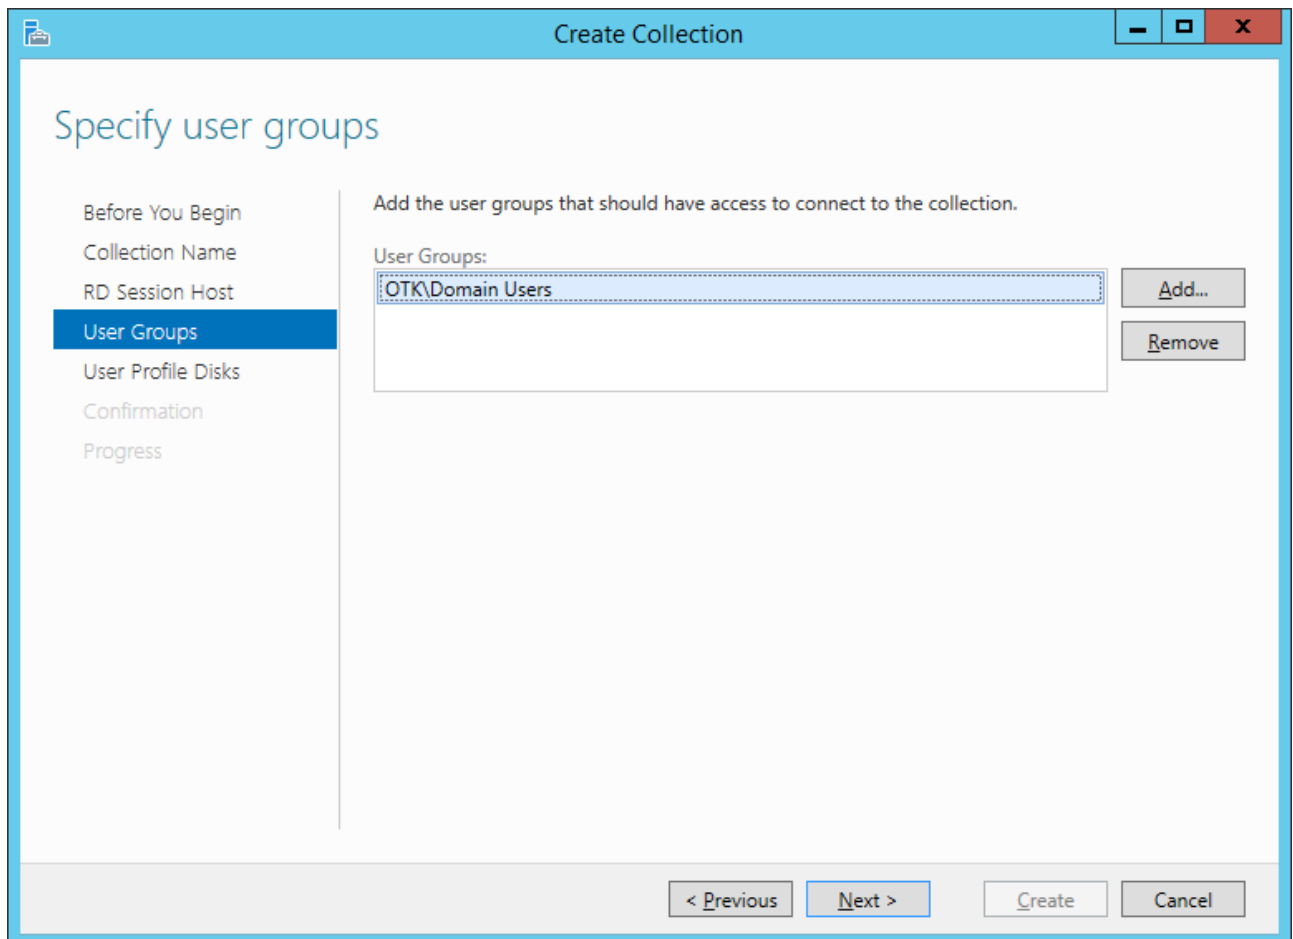 Create Collection
Specify user groups
Before You Begin
Collection Name
RD Session Host
User Groups
User Profile Disks
Confirmation
Progress
Add the user groups that should have access to connect to the collection.
User Groups:
OTK\Domain Users
Add...
Remove
< Previous
Next >
Create
Cancel